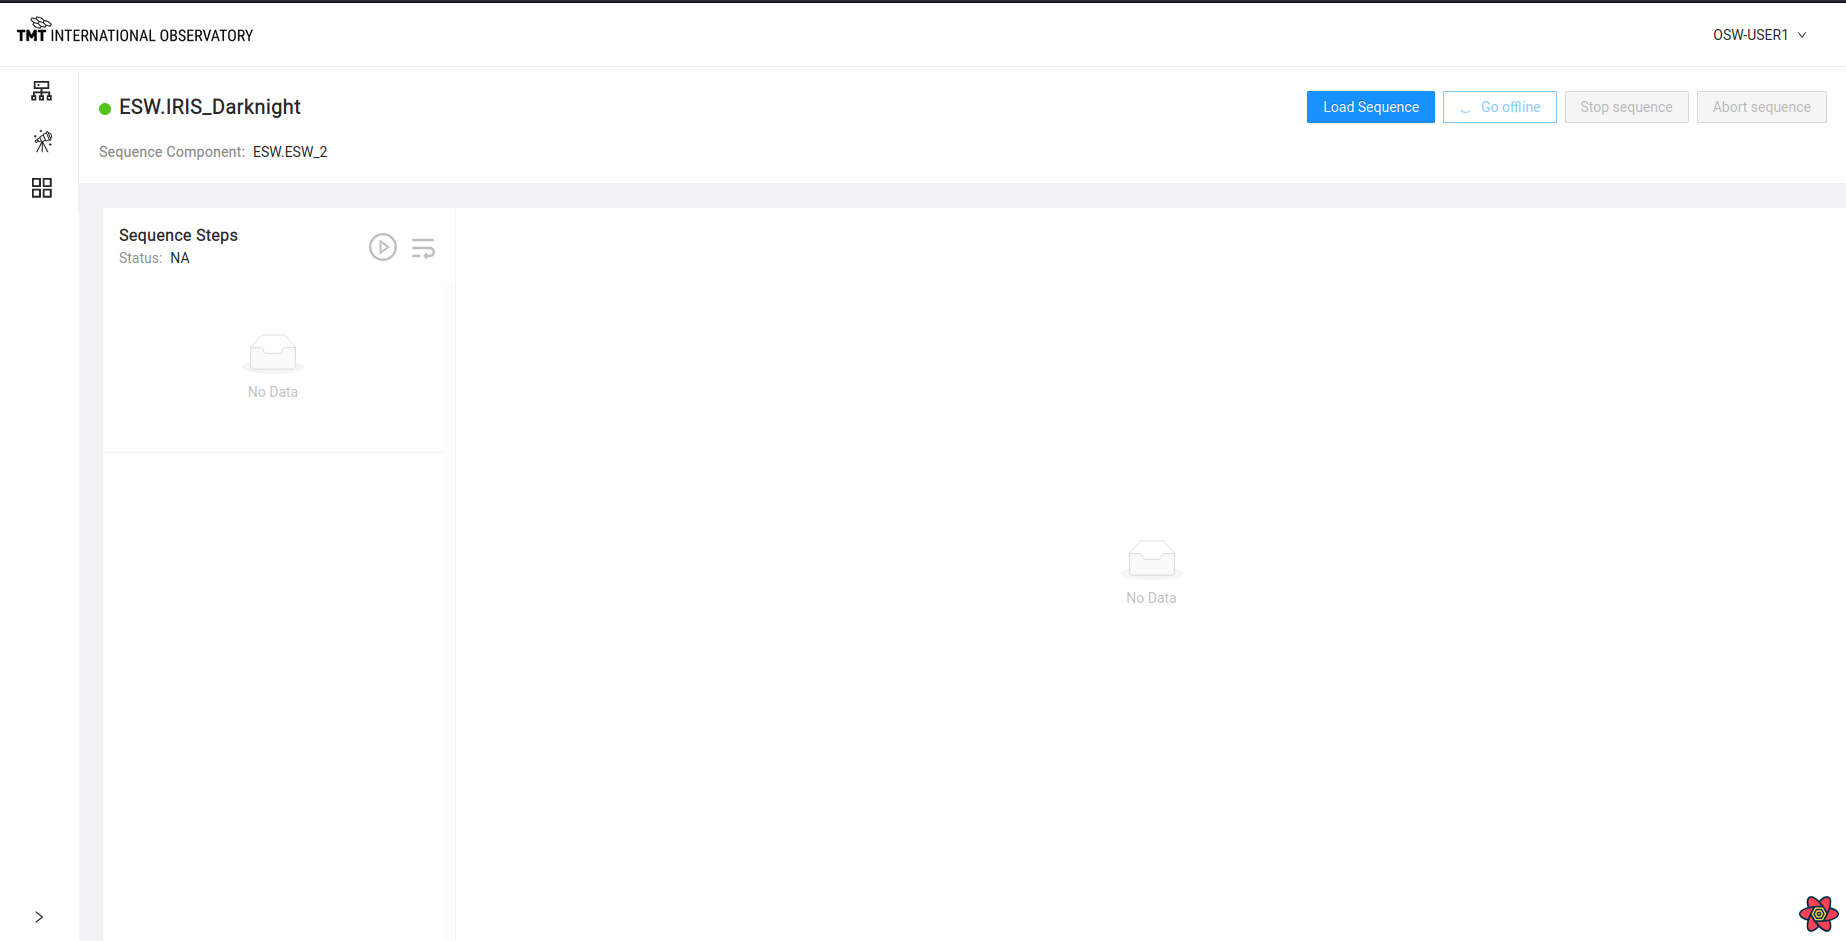 TMT INTERNATIONAL OBSERVATORY
OSW-USER1
ESW.IRIS_Darknight
Load Sequence
Go offline
Stop sequence
Abort sequence
Sequence Component: ESW.ESW_2
Sequence Steps
Status: NA
No Data
No Data